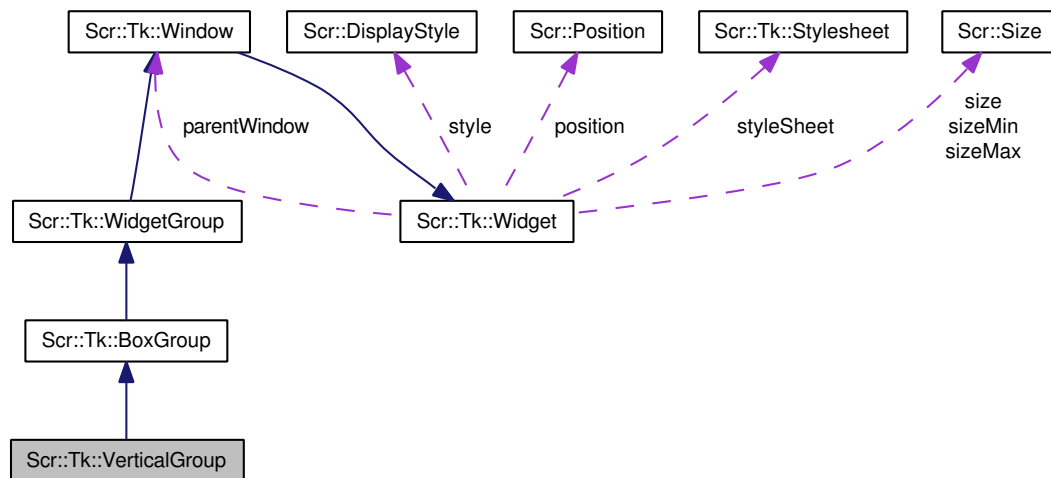 Scr::Tk::Window
Scr::DisplayStyle
Scr::Position
Scr::Tk::Stylesheet
Scr::Size
parentWindow
style
position
styleSheet
size
sizeMin
sizeMax
Scr::Tk::WidgetGroup
Scr::Tk::Widget
Scr::Tk::BoxGroup
Scr::Tk::VerticalGroup